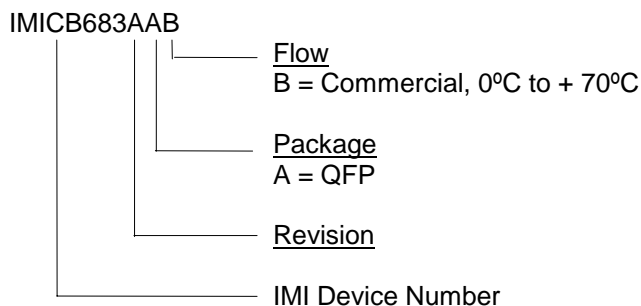 IMICB683AAB
Flow
B = Commercial, 0ºC to + 70ºC
Package
A = QFP
Revision
IMI Device Number